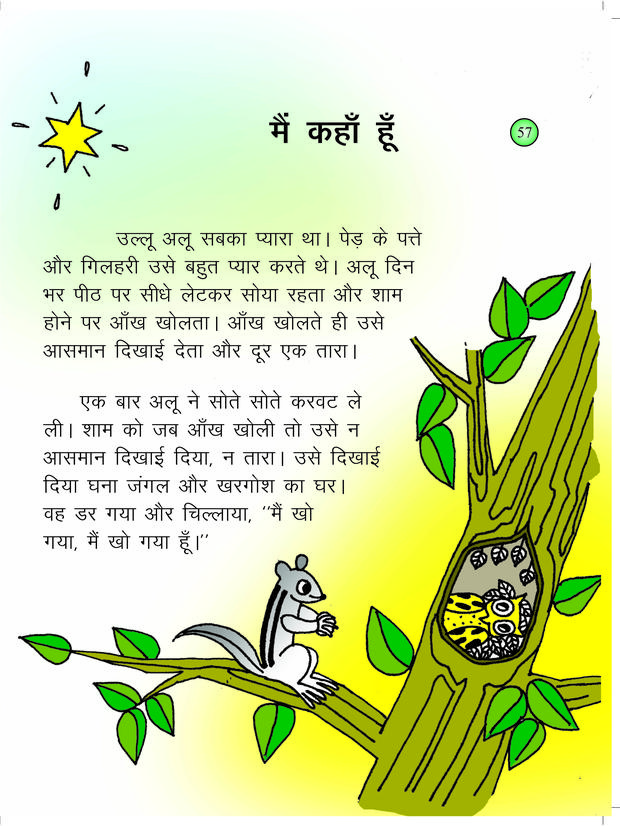 मैं कहाँ हूँ
57
उल्लू अलू सबका प्यारा था। पेड़ के पत्ते
और गिलहरी उसे बहुत प्यार करते थे। अलू दिन
भर पीठ पर सीधे लेटकर सोया रहता और शाम
होने पर आँख खोलता। आँख खोलते ही उसे
आसमान दिखाई देता और दूर एक तारा।
एक बार अलू ने सोते सोते करवट ले
ली। शाम को जब आँख खोली तो उसे न
आसमान दिखाई दिया, न तारा। उसे दिखाई
दिया घना जंगल और खरगोश का घर।
वह डर गया और चिल्लाया, ‘‘मैं खो
गया, मैं खो गया हूँ।’’